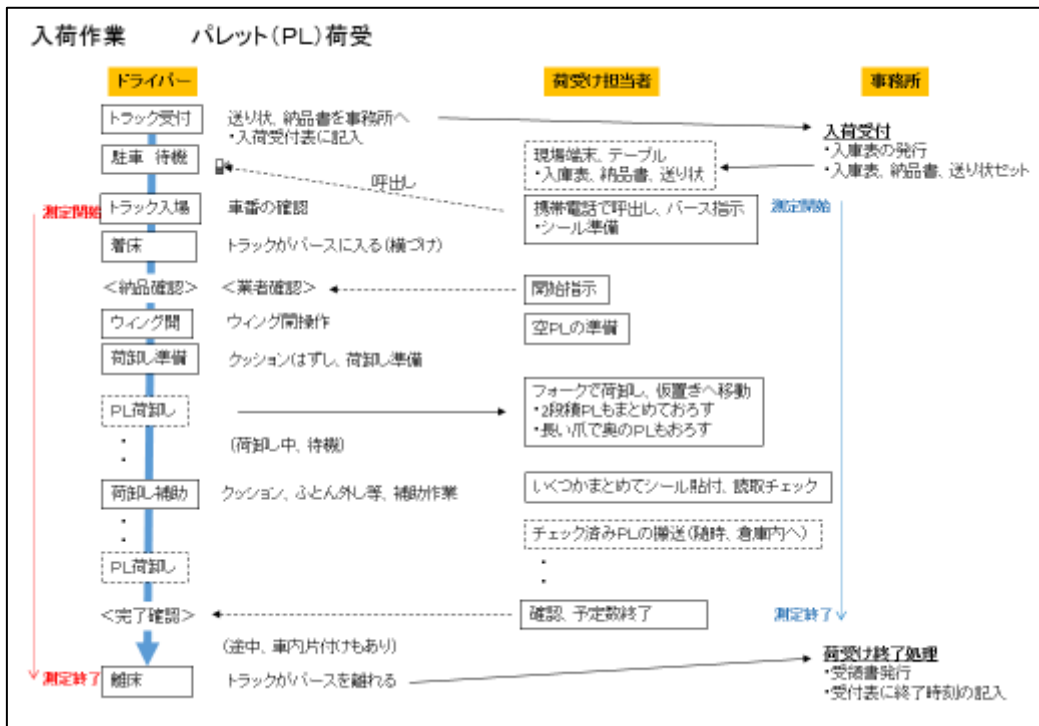 入荷作業 パレット(PL)荷受
ドライバー 荷受け担当者 事務所
トラック受付 送り状、納品書を事務所へ
・入荷受付表に記入
入荷受付
・入庫表の発行
・入庫表、納品書、送り状セット
駐車 待機
呼出し
現場端末、テーブル
・入庫表、納品書、送り状
測定開始 トラック入場 車番の確認
携帯電話で呼出し、バース指示
・シール準備
測定開始
着床 トラックがバースに入る(横づけ)
<納品確認> <業者確認> 開始指示
ウィング開 ウィング開操作 空PLの準備
荷卸し準備 クッションはずし、荷卸し準備
PL荷卸し
フォークで荷卸し、仮置きへ移動
・2段積PLもまとめておろす
・長い爪で奥のPLもおろす
(荷卸し中、待機)
荷卸し補助 クッション、ふとん外し等、補助作業 いくつかまとめてシール貼付、読取チェック
チェック済みPLの搬送(随時、倉庫内へ)
PL荷卸し
<完了確認> 確認、予定数終了 測定終了
(途中、車内片付けもあり)
測定終了 離床 トラックがバースを離れる
荷受け終了処理
・受領書発行
・受付表に終了時刻の記入